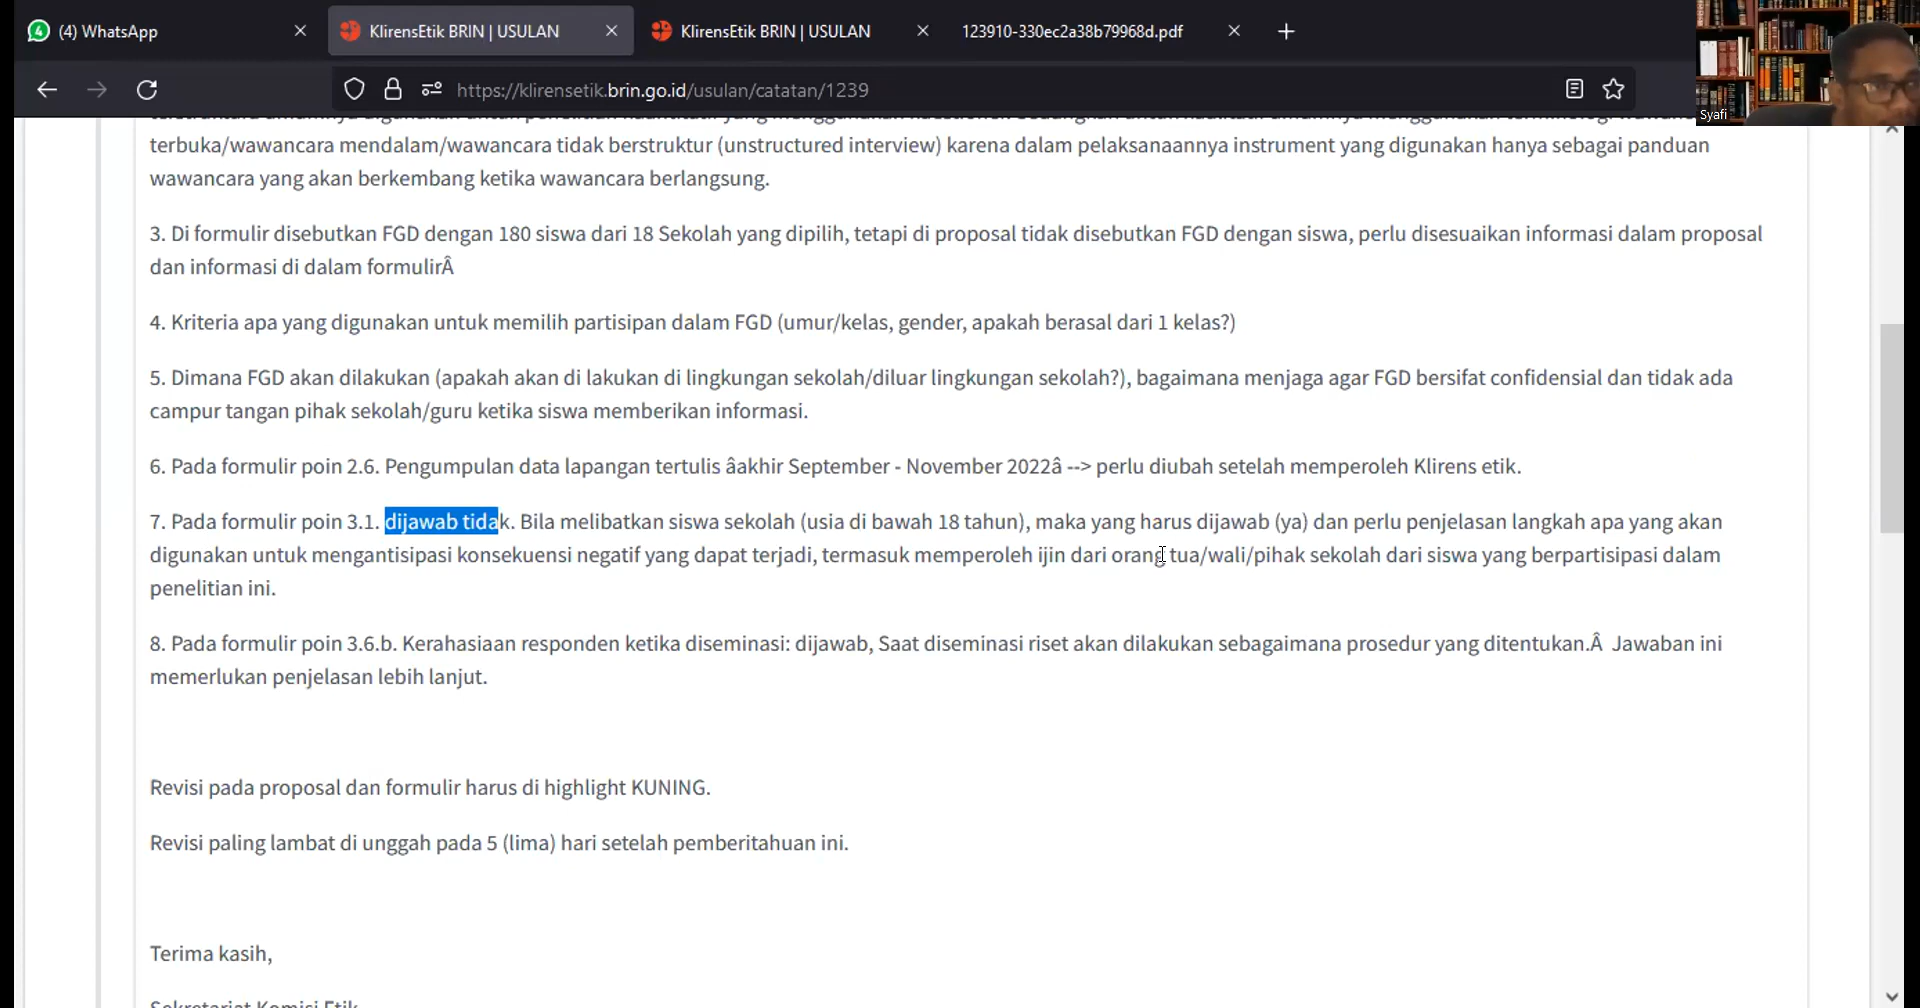 (4) WhatsApp
KlirensEtik BRIN | USULAN
KlirensEtik BRIN | USULAN
123910-330ec2a38b79968d.pdf
https://klirensetik.brin.go.id/usulan/catatan/1239
Syafi
terbuka/wawancara mendalam/wawancara tidak berstruktur (unstructured interview) karena dalam pelaksanaannya instrument yang digunakan hanya sebagai panduan
wawancara yang akan berkembang ketika wawancara berlangsung.
3. Di formulir disebutkan FGD dengan 180 siswa dari 18 Sekolah yang dipilih, tetapi di proposal tidak disebutkan FGD dengan siswa, perlu disesuaikan informasi dalam proposal
dan informasi di dalam formulirÂ
4. Kriteria apa yang digunakan untuk memilih partisipan dalam FGD (umur/kelas, gender, apakah berasal dari 1 kelas?)
5. Dimana FGD akan dilakukan (apakah akan di lakukan di lingkungan sekolah/diluar lingkungan sekolah?), bagaimana menjaga agar FGD bersifat confidensial dan tidak ada
campur tangan pihak sekolah/guru ketika siswa memberikan informasi.
6. Pada formulir poin 2.6. Pengumpulan data lapangan tertulis âakhir September - November 2022â --> perlu diubah setelah memperoleh Klirens etik.
7. Pada formulir poin 3.1. dijawab tidak. Bila melibatkan siswa sekolah (usia di bawah 18 tahun), maka yang harus dijawab (ya) dan perlu penjelasan langkah apa yang akan
digunakan untuk mengantisipasi konsekuensi negatif yang dapat terjadi, termasuk memperoleh ijin dari orang tua/wali/pihak sekolah dari siswa yang berpartisipasi dalam
penelitian ini.
8. Pada formulir poin 3.6.b. Kerahasiaan responden ketika diseminasi: dijawab, Saat diseminasi riset akan dilakukan sebagaimana prosedur yang ditentukan.Â Jawaban ini
memerlukan penjelasan lebih lanjut.
Revisi pada proposal dan formulir harus di highlight KUNING.
Revisi paling lambat di unggah pada 5 (lima) hari setelah pemberitahuan ini.
Terima kasih,
Sekretariat Komisi Etik